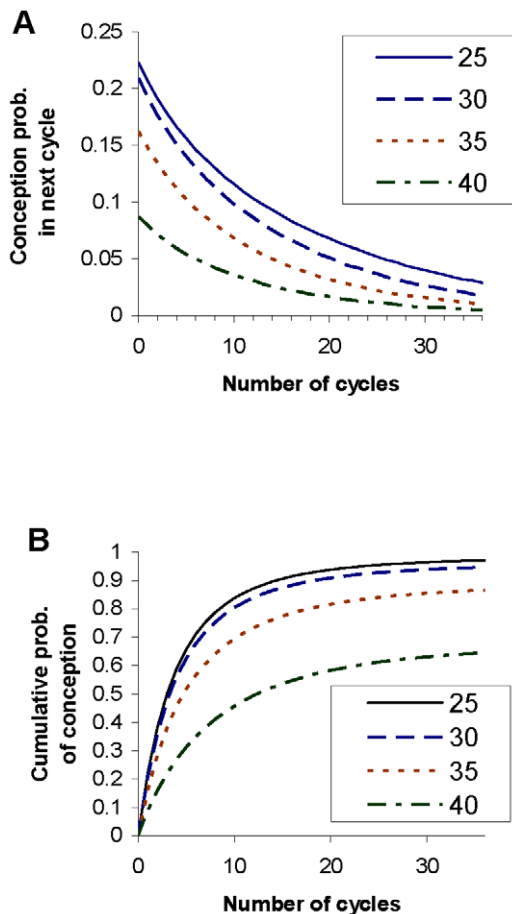 A
0.25
0.2
0.15
0.1
0.05
0
Conception prob.
in next cycle
25
30
35
40
0 10 20 30
Number of cycles
B
1
0.9
0.8
0.7
0.6
0.5
0.4
0.3
0.2
0.1
0
Cumulative prob.
of conception
25
30
35
40
0 10 20 30
Number of cycles